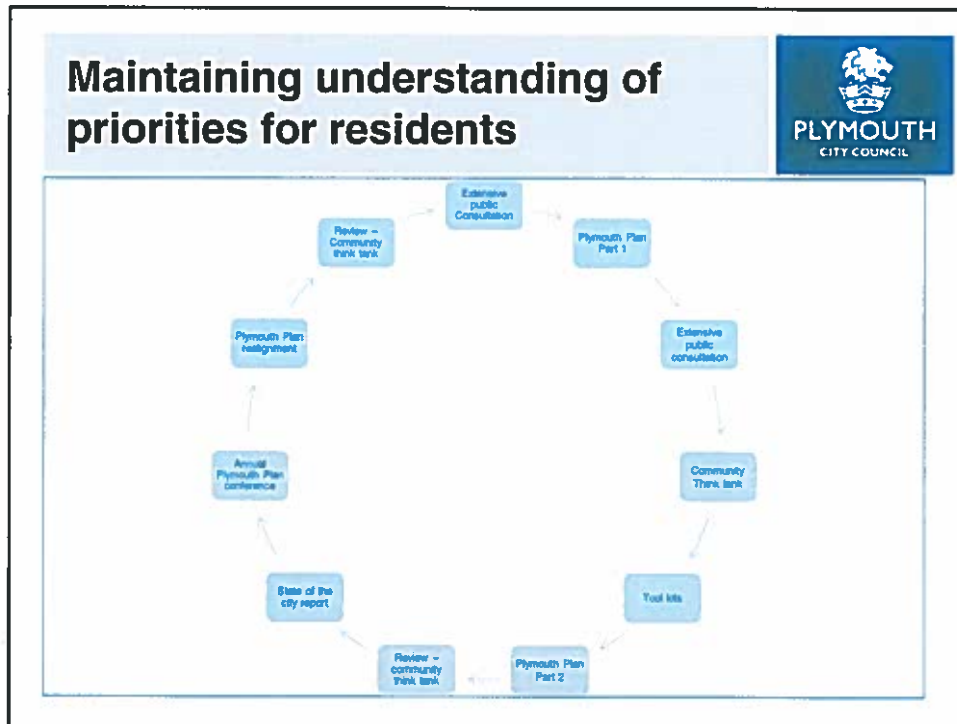 Maintaining understanding of
priorities for residents
PLYMOUTH
CITY COUNCIL
Extensive
public
Consultation
Plymouth Plan
Part 1
Extensive
public
consultation
Community
Think tank
Tool kits
Plymouth Plan
Part 2
Review –
community
think tank
State of the
city report
Annual
Plymouth Plan
conference
Plymouth Plan
realignment
Review –
Community
think tank